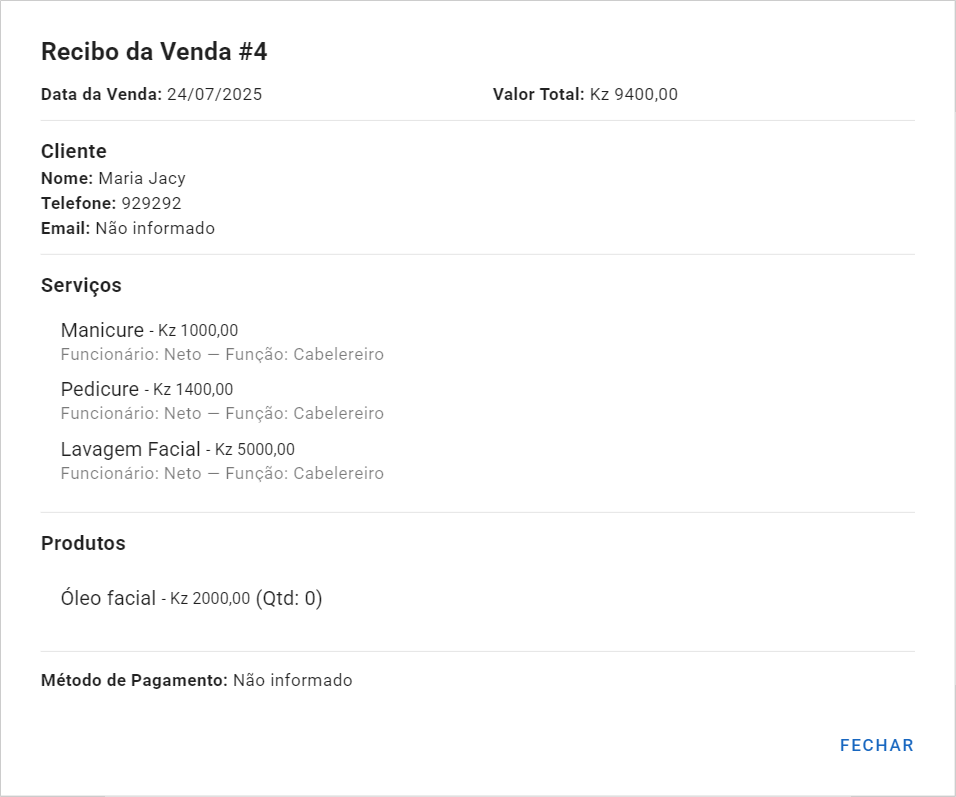 Recibo da Venda #4
Data da Venda: 24/07/2025 Valor Total: Kz 9400,00
Cliente
Nome: Maria Jacy
Telefone: 929292
Email: Não informado
Serviços
Manicure - Kz 1000,00
Funcionário: Neto — Função: Cabelereiro
Pedicure - Kz 1400,00
Funcionário: Neto — Função: Cabelereiro
Lavagem Facial - Kz 5000,00
Funcionário: Neto — Função: Cabelereiro
Produtos
Óleo facial - Kz 2000,00 (Qtd: 0)
Método de Pagamento: Não informado
FECHAR